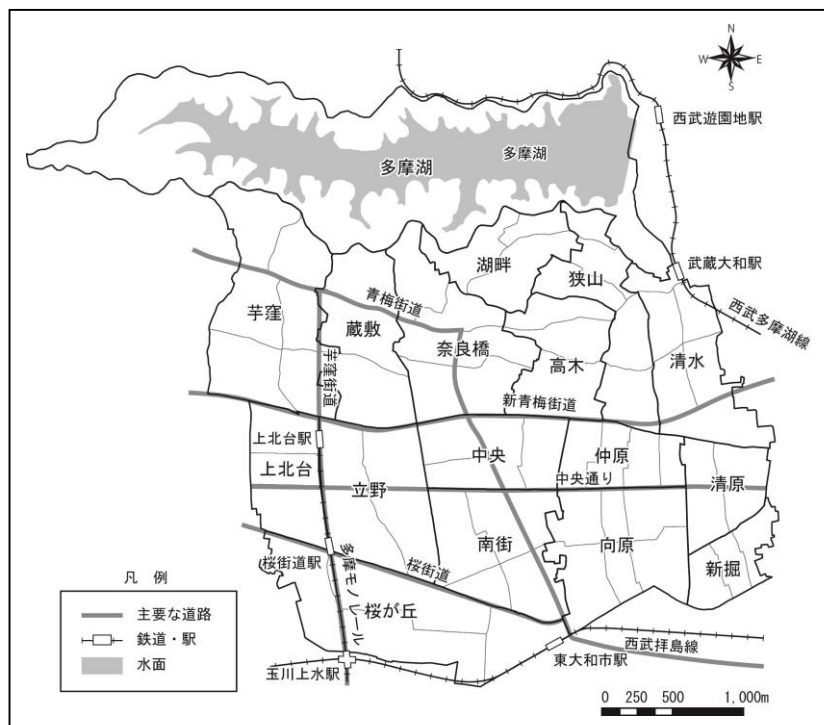 N
W E
S
西武遊園地駅
多摩湖
多摩湖
武蔵大和駅
湖畔
狭山
西武多摩湖線
青梅街道
芋窪
蔵敷
奈良橋
高木
清水
芋窪街道
新青梅街道
上北台駅
上北台
中央
仲原
中央通り
清原
立野
南街
向原
桜街道駅
桜街道
新掘
多摩モノレール
桜が丘
西武拝島線
東大和市駅
玉川上水駅
凡 例
主要な道路
鉄道・駅
水面
0 250 500 1,000m